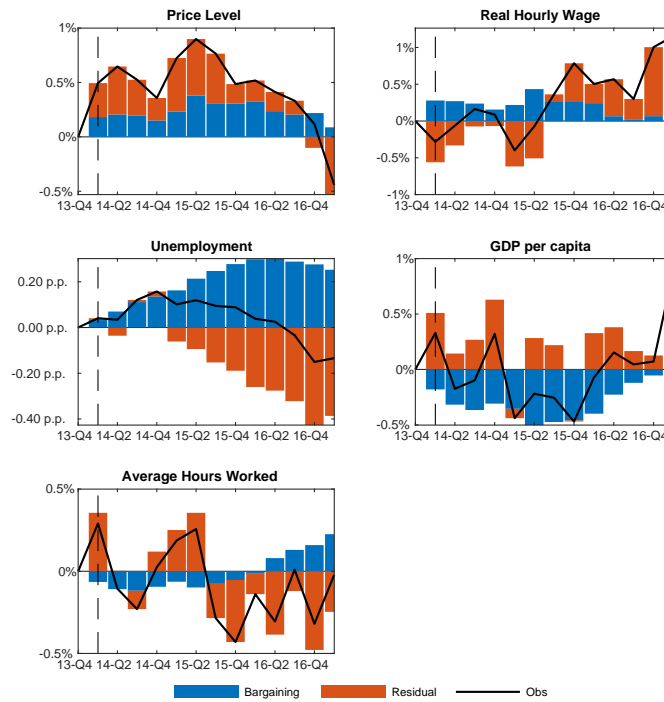 Price Level
1%
0.5%
0%
-0.5%
13-Q4 14-Q2 14-Q4 15-Q2 15-Q4 16-Q2 16-Q4
Real Hourly Wage
1%
0.5%
0%
-0.5%
-1%
13-Q4 14-Q2 14-Q4 15-Q2 15-Q4 16-Q2 16-Q4
Unemployment
0.20 p.p.
0.00 p.p.
-0.20 p.p.
-0.40 p.p.
13-Q4 14-Q2 14-Q4 15-Q2 15-Q4 16-Q2 16-Q4
GDP per capita
0.5%
0%
-0.5%
13-Q4 14-Q2 14-Q4 15-Q2 15-Q4 16-Q2 16-Q4
Average Hours Worked
0.5%
0%
-0.5%
13-Q4 14-Q2 14-Q4 15-Q2 15-Q4 16-Q2 16-Q4
Bargaining Residual Obs